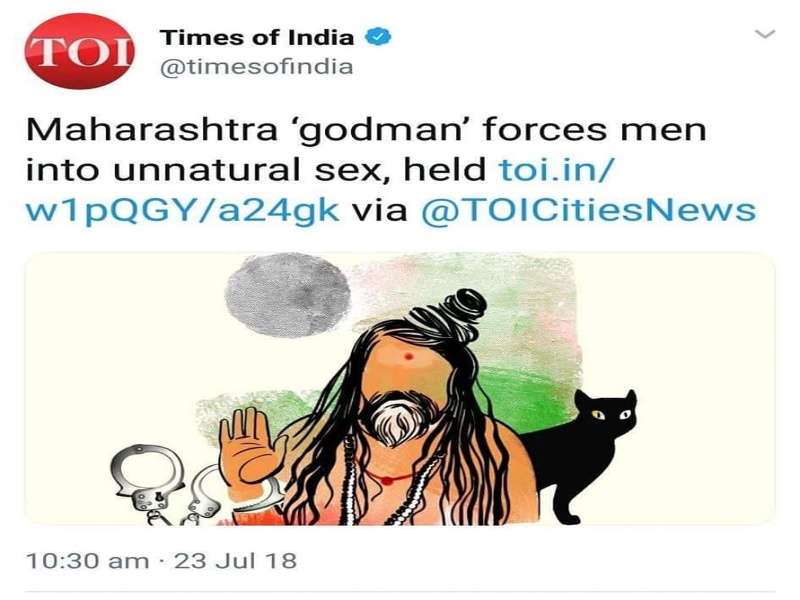 TOI
Times of India
@timesofindia
Maharashtra ‘godman’ forces men
into unnatural sex, held toi.in/
w1pQGY/a24gk via @TOICitiesNews
10:30 am · 23 Jul 18